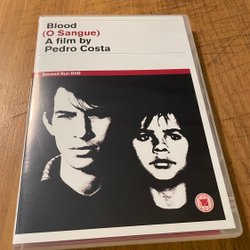 Blood
(O Sangue)
A film by
Pedro Costa
Second Run DVD
15